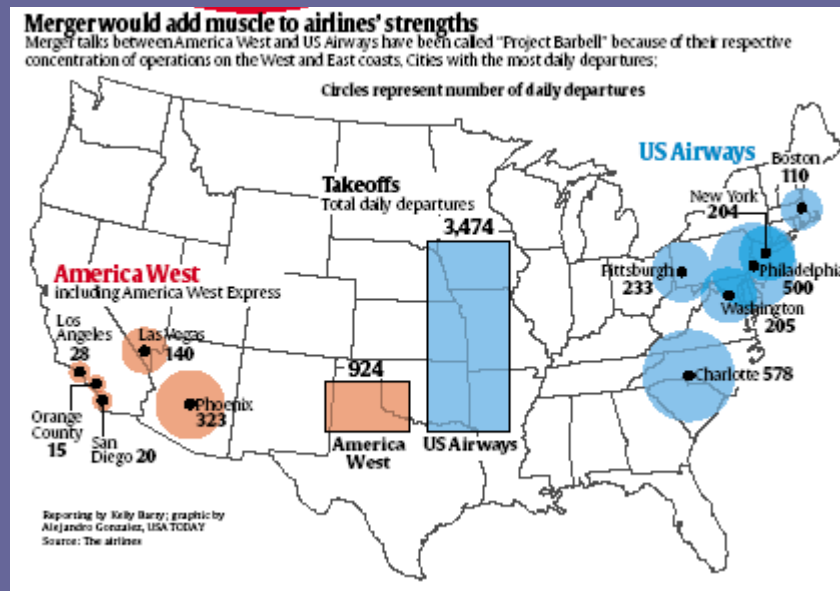 Merger would add muscle to airlines' strengths
Merger talks between America West and US Airways have been called "Project Barbell" because of their respective
concentration of operations on the West and East coasts. Cities with the most daily departures:
Circles represent number of daily departures
US Airways
Boston
110
New York
204
Takeoffs
Total daily departures
3,474
Pittsburgh
233
Philadelphia
500
Washington
205
Charlotte 578
America West
including America West Express
Los
Angeles
28
Las Vegas
140
Phoenix
323
Orange
County
15
San
Diego 20
924
America
West
US Airways
Reporting by Kelly Barry; graphic by
Alejandro Gonzalez, USA TODAY
Source: The airlines